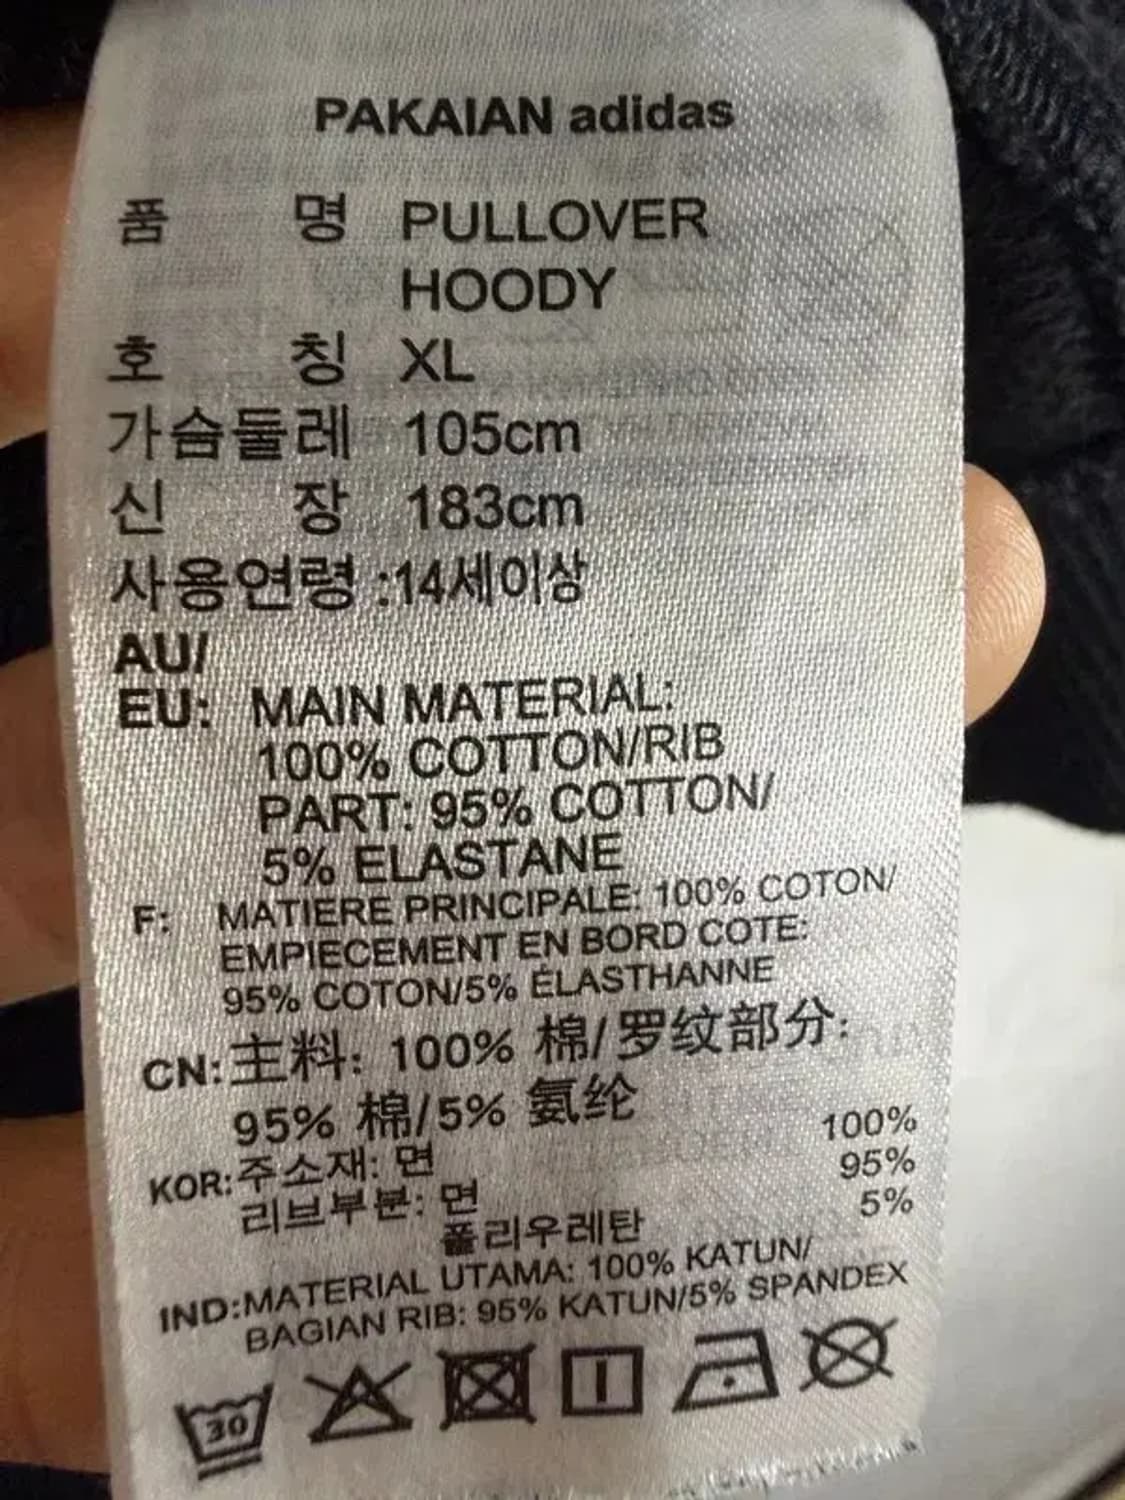 PAKAIAN adidas
품 명 PULLOVER
HOODY
호 칭 XL
가슴둘레 105cm
신 장 183cm
사용연령 :14세이상
AU/
EU: MAIN MATERIAL:
100% COTTON/RIB
PART: 95% COTTON/
5% ELASTANE
F: MATIERE PRINCIPALE: 100% COTON/
EMPIECEMENT EN BORD COTE:
95% COTON/5% ÉLASTHANNE
CN: 主料: 100% 棉/罗纹部分:
95% 棉/5% 氨纶
KOR: 주소재: 면 100%
리브부분: 면 95%
폴리우레탄 5%
IND: MATERIAL UTAMA: 100% KATUN/
BAGIAN RIB: 95% KATUN/5% SPANDEX
30